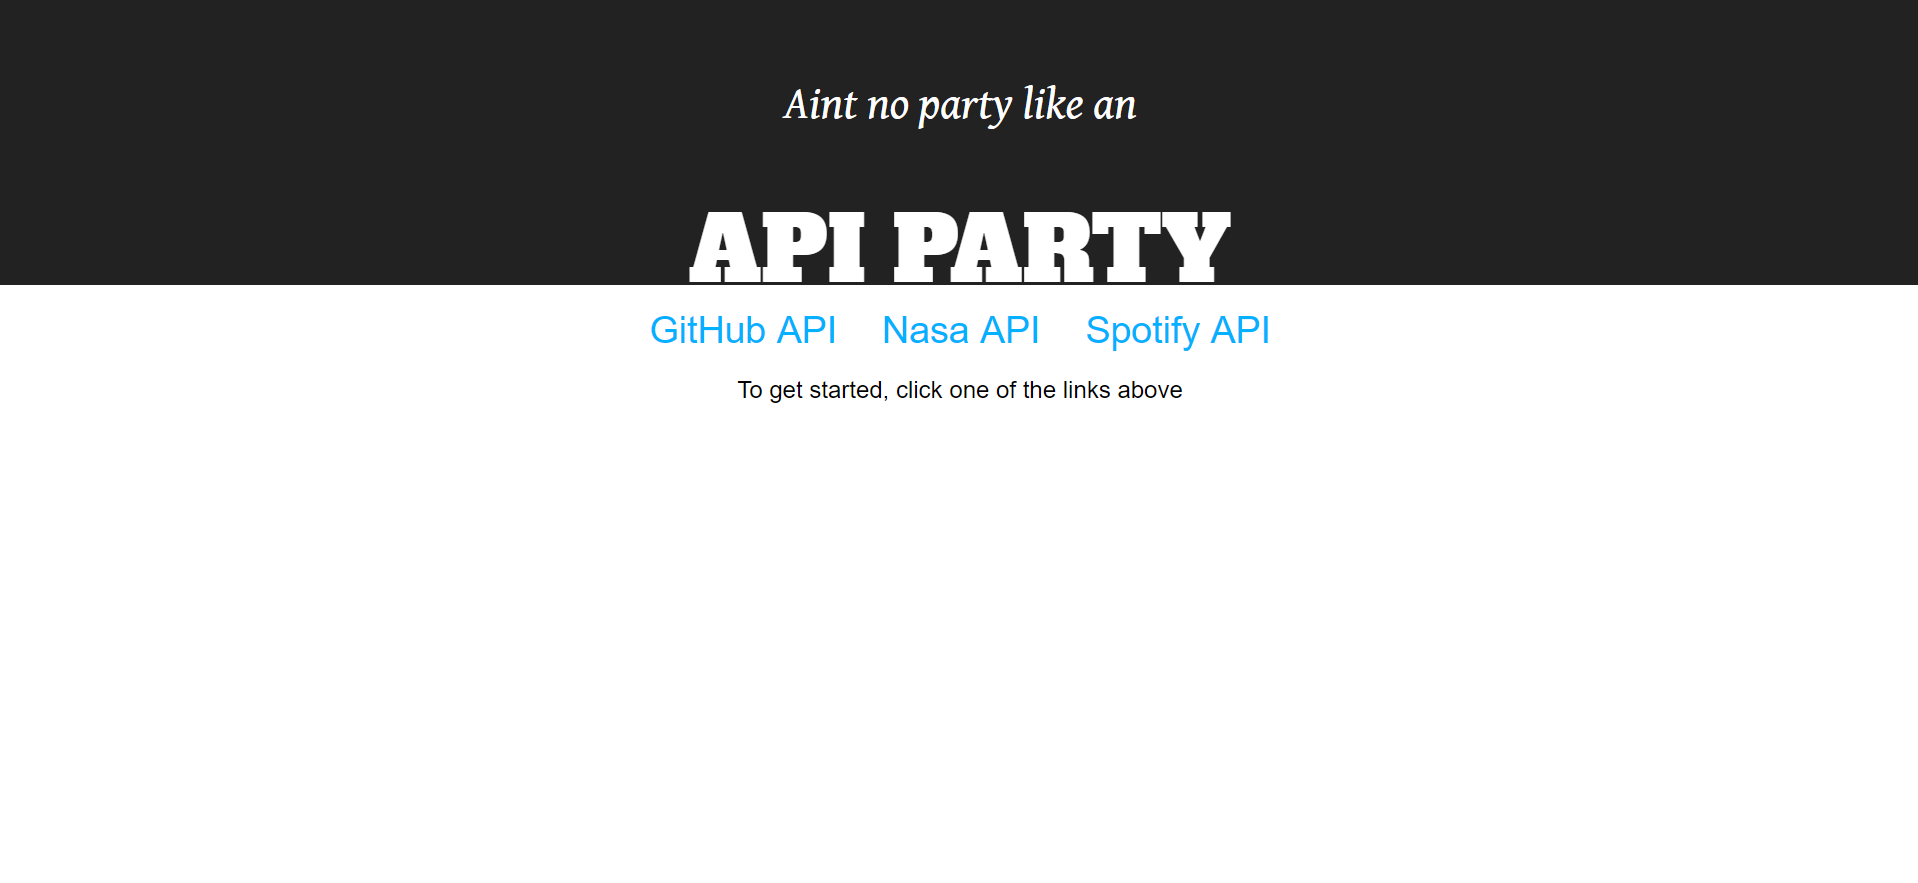 Aint no party like an
API PARTY
GitHub API Nasa API Spotify API
To get started, click one of the links above